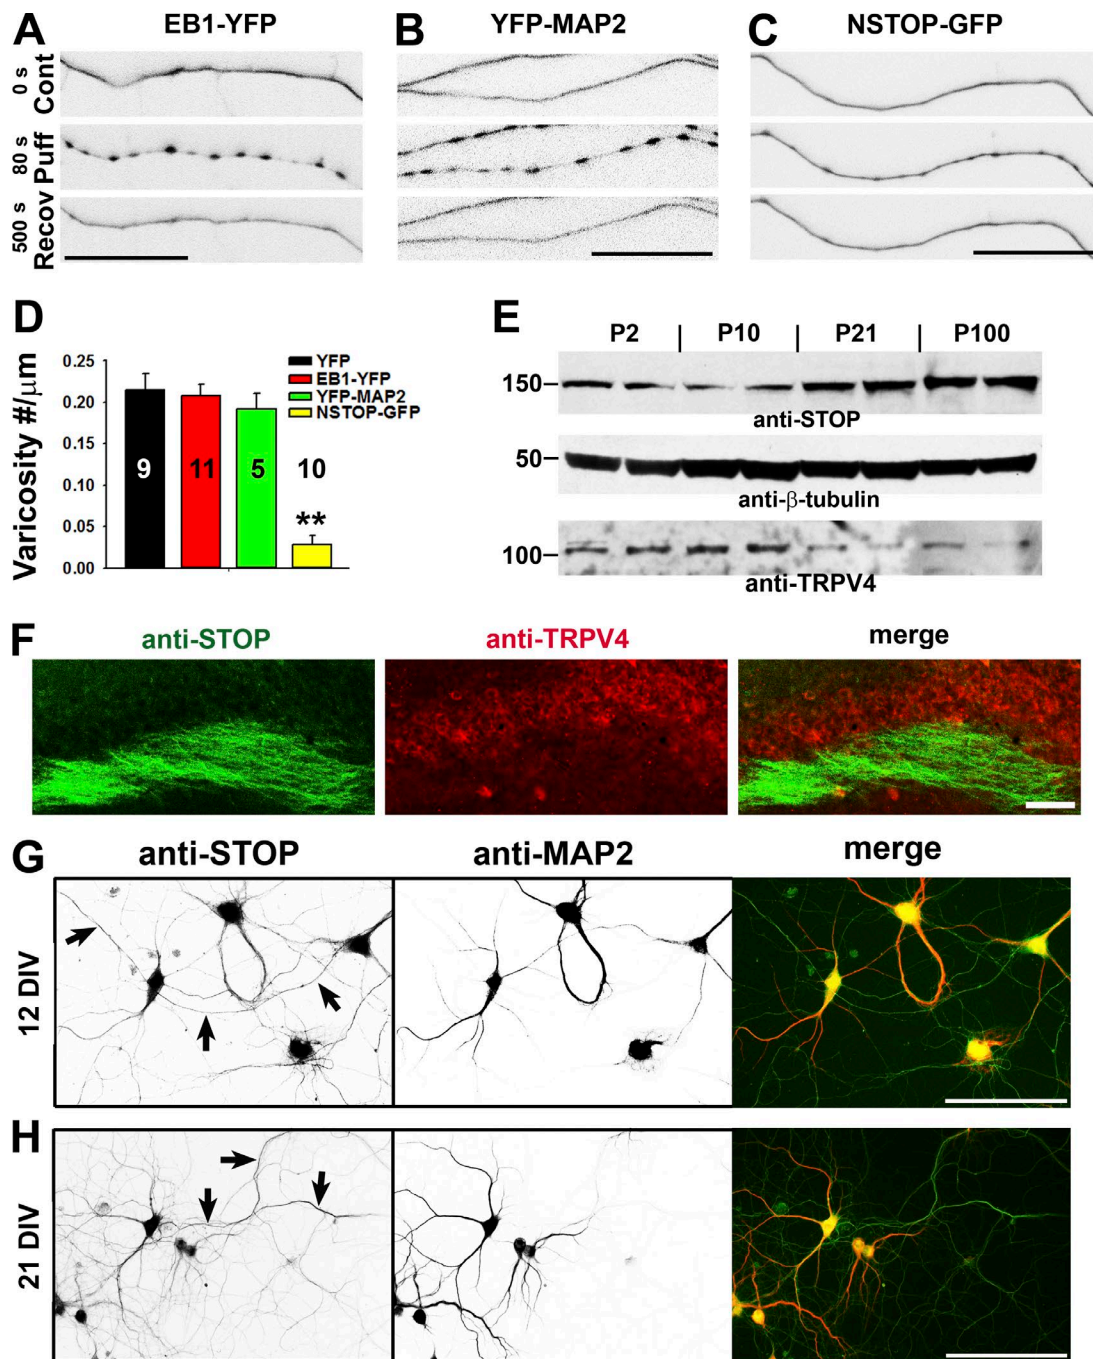 A EB1-YFP
B YFP-MAP2
C NSTOP-GFP
0 s Cont
80 s Puff
500 s Recov
D
Varicosity #/μm
0.25
0.20
0.15
0.10
0.05
0.00
YFP
EB1-YFP
YFP-MAP2
NSTOP-GFP
9 11 5 10
**
E
P2 | P10 | P21 | P100
150
anti-STOP
50
anti-β-tubulin
100
anti-TRPV4
F anti-STOP anti-TRPV4 merge
G anti-STOP anti-MAP2 merge
12 DIV
H
21 DIV